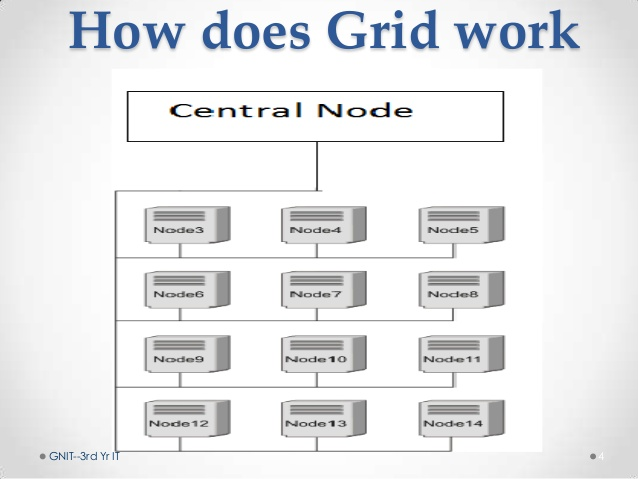 How does Grid work
Central Node
Node3 Node4 Node5
Node6 Node7 Node8
Node9 Node10 Node11
Node12 Node13 Node14
GNIT--3rd Yr IT 4